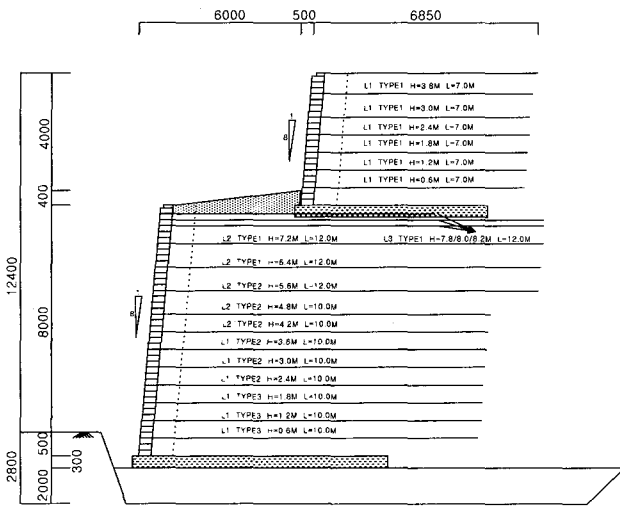 6000 500 6850
L1 TYPE1 H=3.8M L=7.0M
L1 TYPE1 H=3.0M L=7.0M
L1 TYPE1 H=2.4M L=7.0M
L1 TYPE1 H=1.8M L=7.0M
L1 TYPE1 H=1.2M L=7.0M
L1 TYPE1 H=0.6M L=7.0M
1
8
4000
400
L2 TYPE1 H=7.2M L=12.0M
L3 TYPE1 H=7.8/8.0/8.2M L=12.0M
L2 TYPE1 H=6.4M L=12.0M
L2 TYPE2 H=5.6M L=12.0M
L2 TYPE2 H=4.8M L=10.0M
L2 TYPE2 H=4.2M L=10.0M
L1 TYPE2 H=3.6M L=10.0M
L1 TYPE2 H=3.0M L=10.0M
L1 TYPE2 H=2.4M L=10.0M
L1 TYPE3 H=1.8M L=10.0M
L1 TYPE3 H=1.2M L=10.0M
L1 TYPE3 H=0.6M L=10.0M
8
12400
8000
500
300
2800
2000